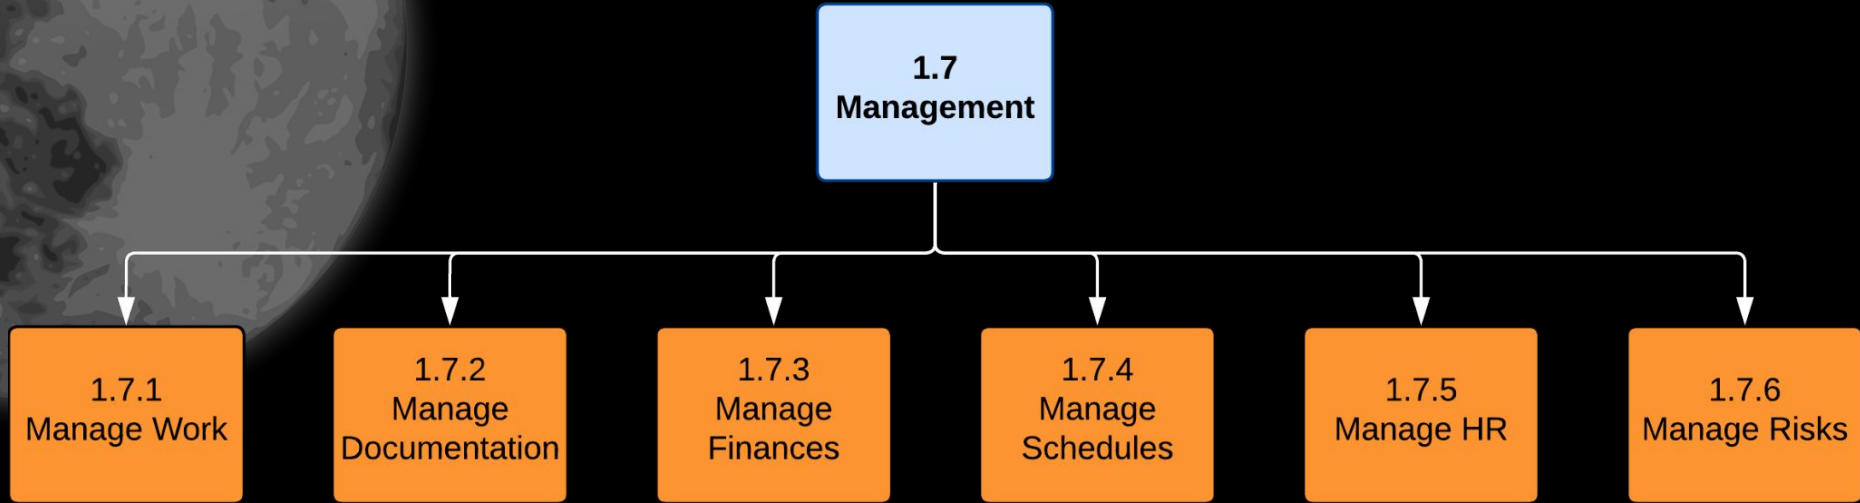 1.7
Management
1.7.1
Manage Work
1.7.2
Manage
Documentation
1.7.3
Manage
Finances
1.7.4
Manage
Schedules
1.7.5
Manage HR
1.7.6
Manage Risks